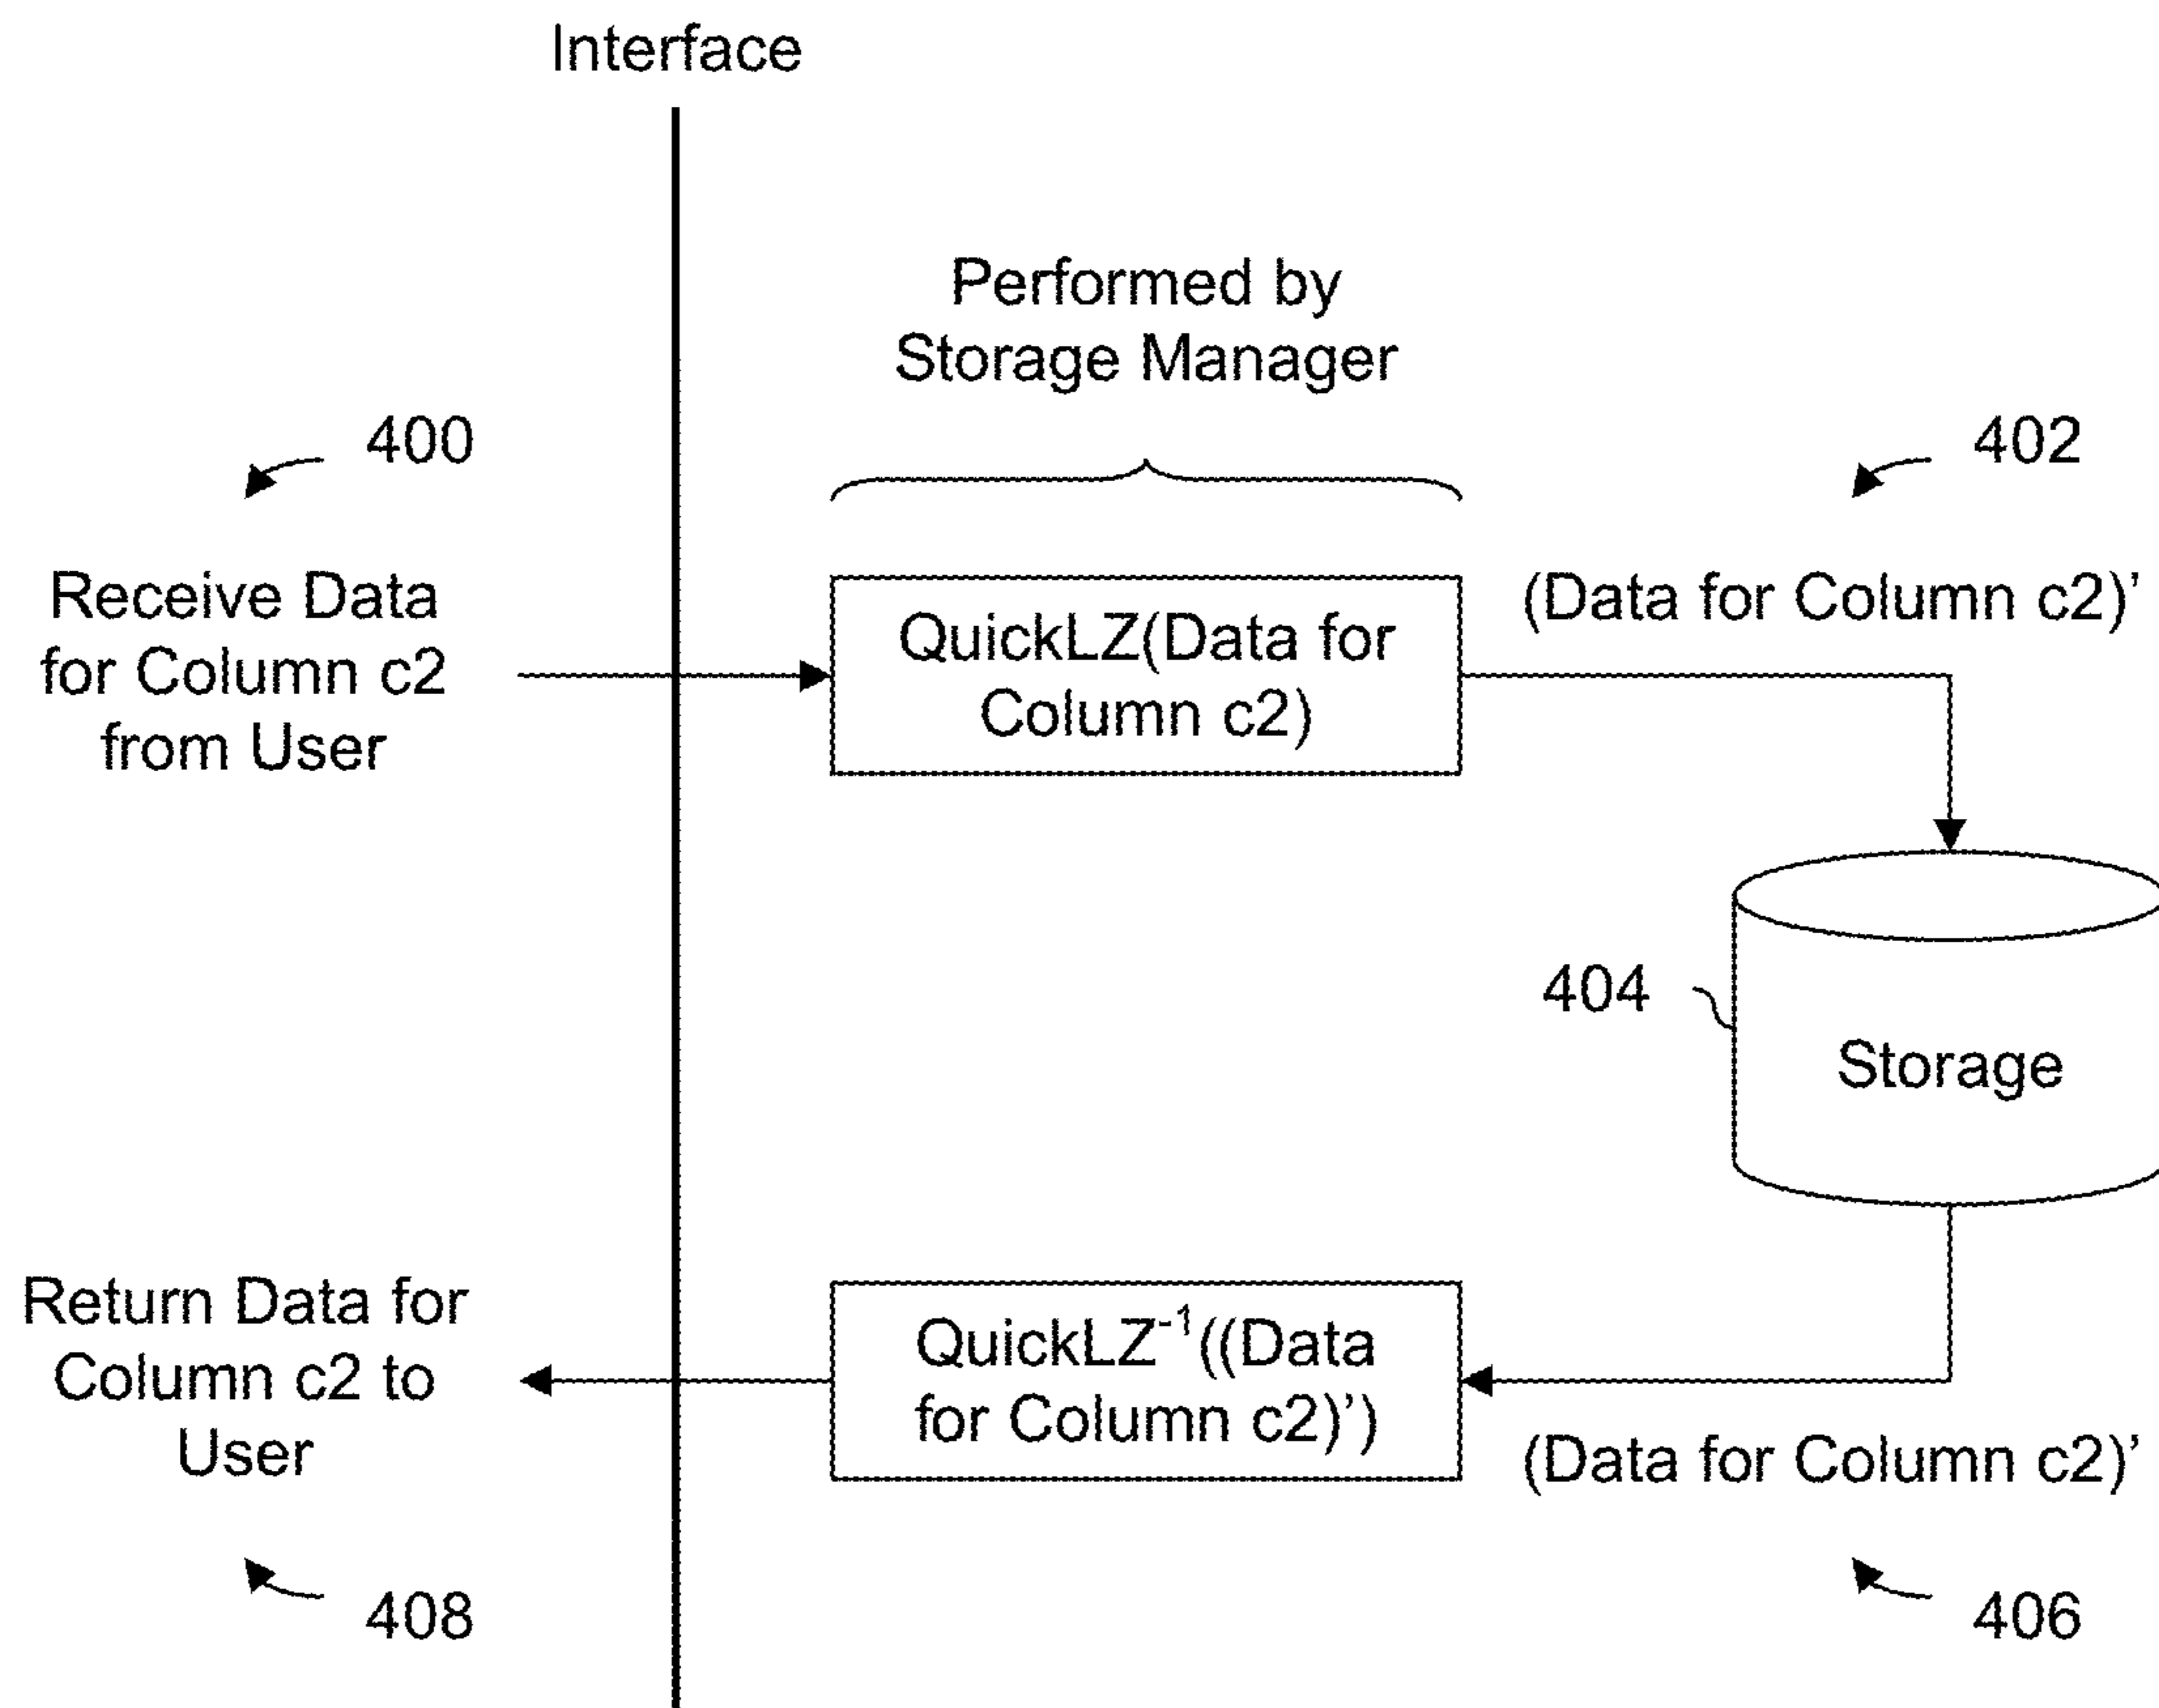 Interface
Performed by
Storage Manager
400
402
Receive Data
for Column c2
from User
QuickLZ(Data for
Column c2)
(Data for Column c2)’
404
Storage
Return Data for
Column c2 to
User
QuickLZ⁻¹((Data
for Column c2)’)
(Data for Column c2)’
408
406